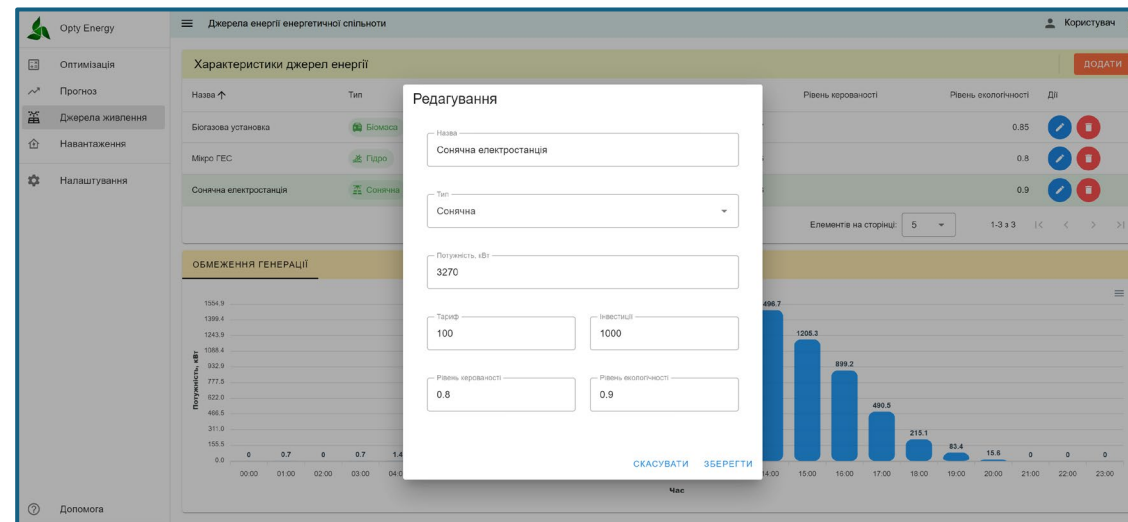 Opty Energy
Джерела енергії енергетичної спільноти
Користувач
Оптимізація
Прогноз
Джерела живлення
Навантаження
Налаштування
Допомога
Характеристики джерел енергії
ДОДАТИ
Назва Тип Рівень керованості Рівень екологічності Дії
Біогазова установка Біомаса 0.85
Мікро ГЕС Гідро 0.8
Сонячна електростанція Сонячна 0.9
Елементів на сторінці: 5 1-3 з 3
Редагування
Назва
Сонячна електростанція
Тип
Сонячна
Потужність, кВт
3270
Тариф Інвестиції
100 1000
Рівень керованості Рівень екологічності
0.8 0.9
СКАСУВАТИ ЗБЕРЕГТИ
ОБМЕЖЕННЯ ГЕНЕРАЦІЇ
Потужність, кВт
1554.9
1399.4
1243.9
1088.4
932.9
777.5
622.0
466.5
311.0
155.5
0.0
0 0.7 0 0.7 1.4 496.7 1205.3 899.2 490.5 215.1 83.4 15.6 0 0 0
00:00 01:00 02:00 03:00 04:0 14:00 15:00 16:00 17:00 18:00 19:00 20:00 21:00 22:00 23:00
Час